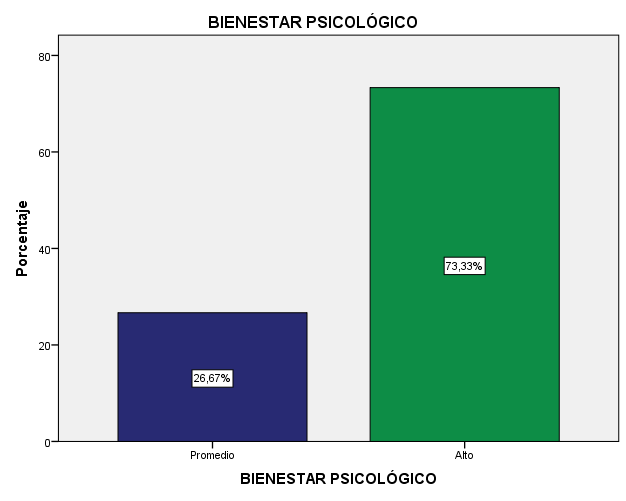 BIENESTAR PSICOLÓGICO
Porcentaje
80
60
40
20
0
26,67%
73,33%
Promedio
Alto
BIENESTAR PSICOLÓGICO